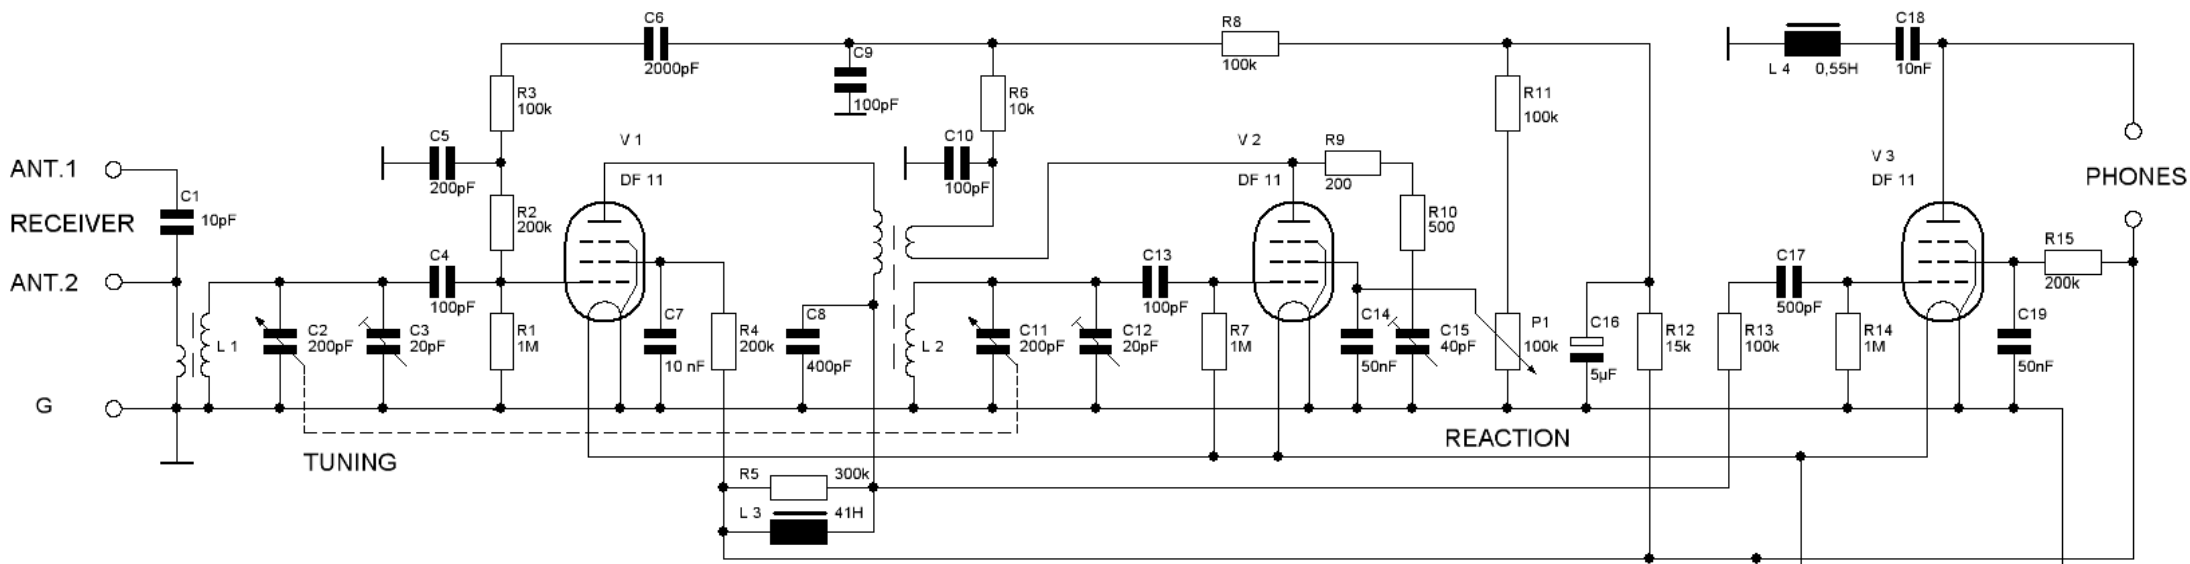 ANT.1
RECEIVER
ANT.2
G
C1
10pF
L 1
C2
200pF
C3
20pF
TUNING
C4
100pF
C5
200pF
R3
100k
R2
200k
R1
1M
C6
2000pF
V 1
DF 11
C7
10 nF
R4
200k
R5
300k
L 3
41H
C8
400pF
C9
100pF
R6
10k
C10
100pF
L 2
C11
200pF
C12
20pF
C13
100pF
R7
1M
R8
100k
V 2
DF 11
R9
200
R10
500
C14
50nF
C15
40pF
R11
100k
P1
100k
REACTION
C16
5µF
R12
15k
R13
100k
C17
500pF
R14
1M
L 4
0,55H
C18
10nF
V 3
DF 11
R15
200k
C19
50nF
PHONES